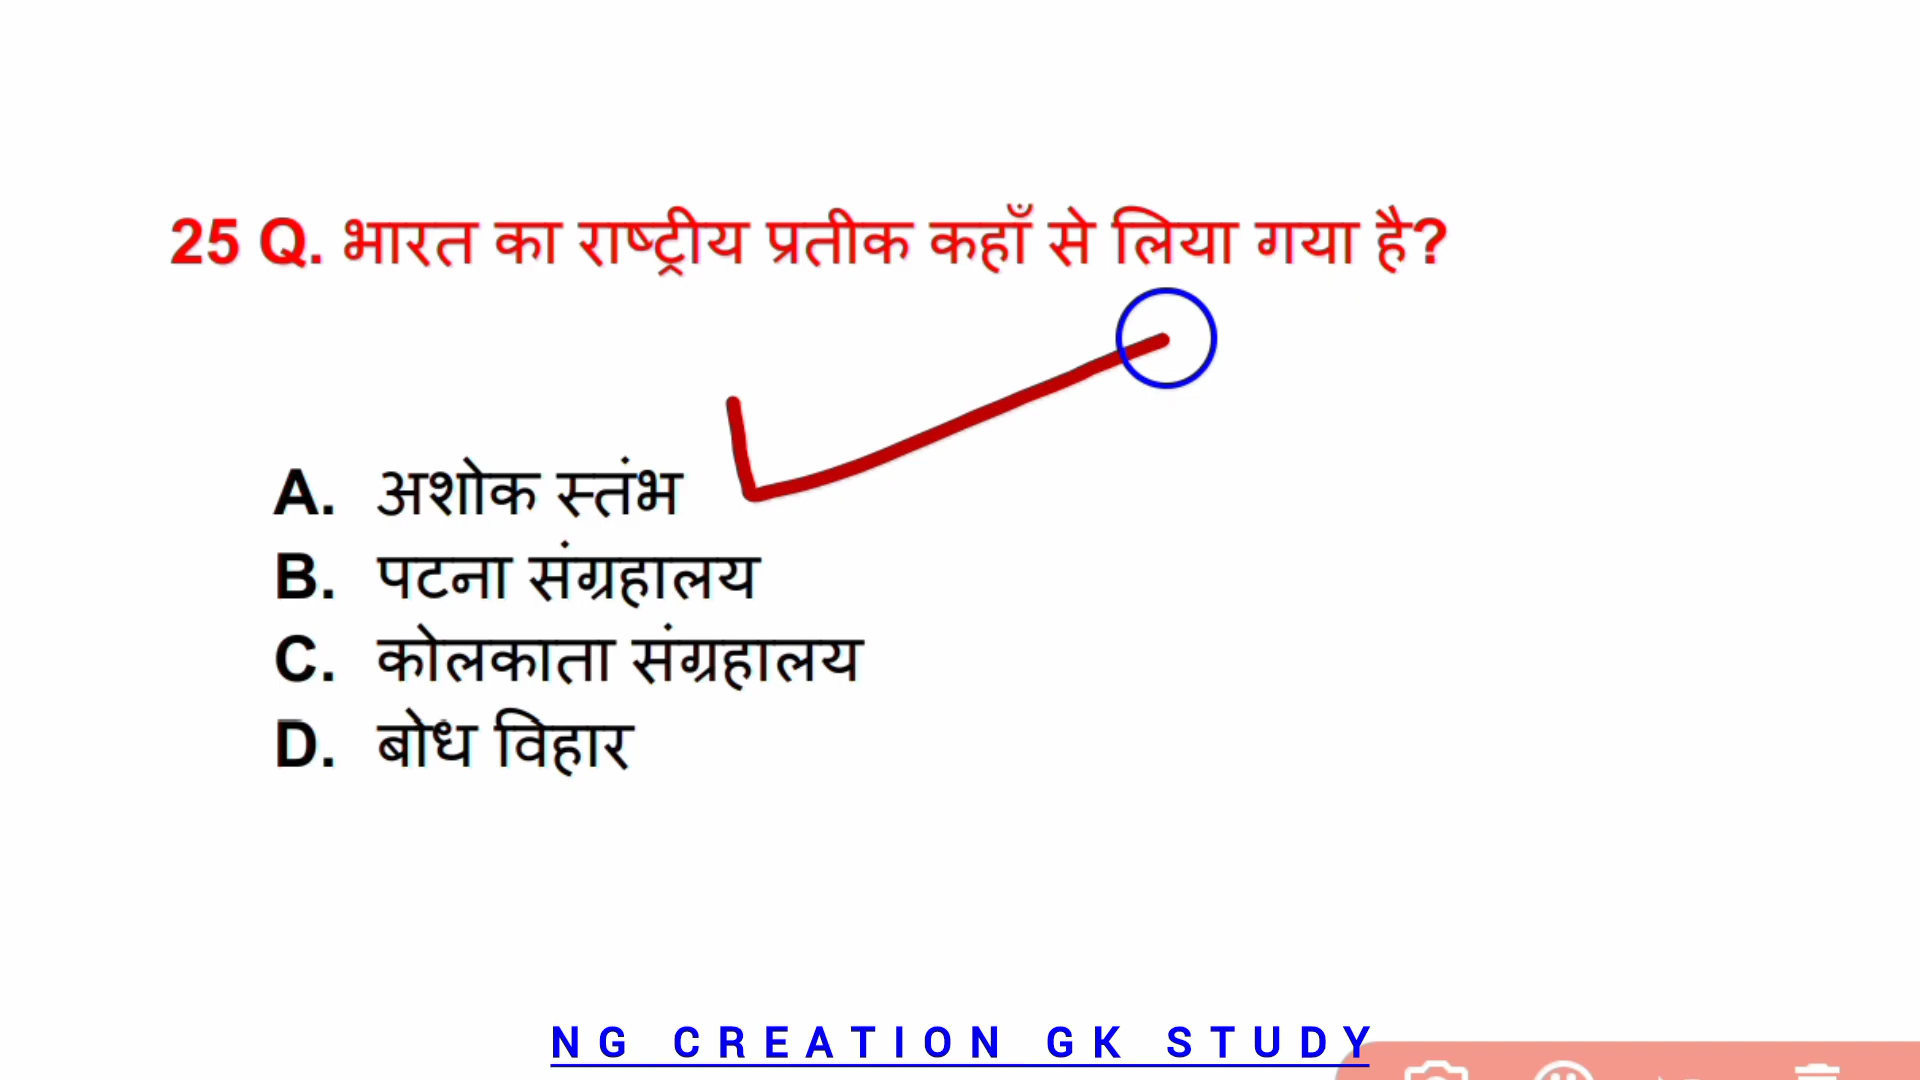 25 Q. भारत का राष्ट्रीय प्रतीक कहाँ से लिया गया है?
A. अशोक स्तंभ
B. पटना संग्रहालय
C. कोलकाता संग्रहालय
D. बोध विहार
NG CREATION GK STUDY